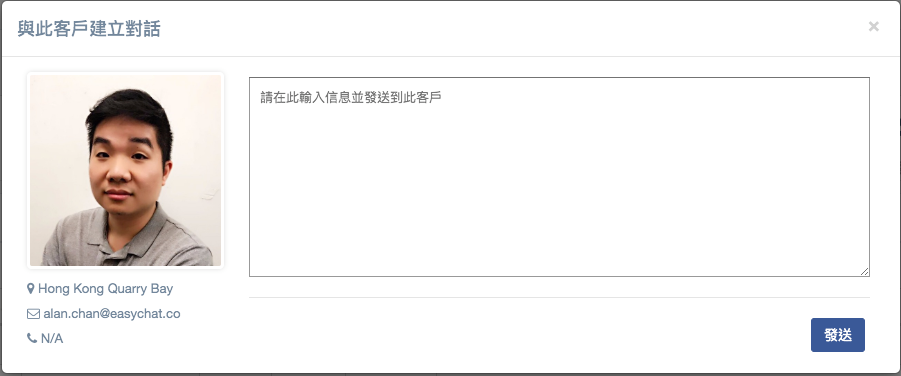 與此客戶建立對話
×
請在此輸入信息並發送到此客戶
Hong Kong Quarry Bay
alan.chan@easychat.co
N/A
發送